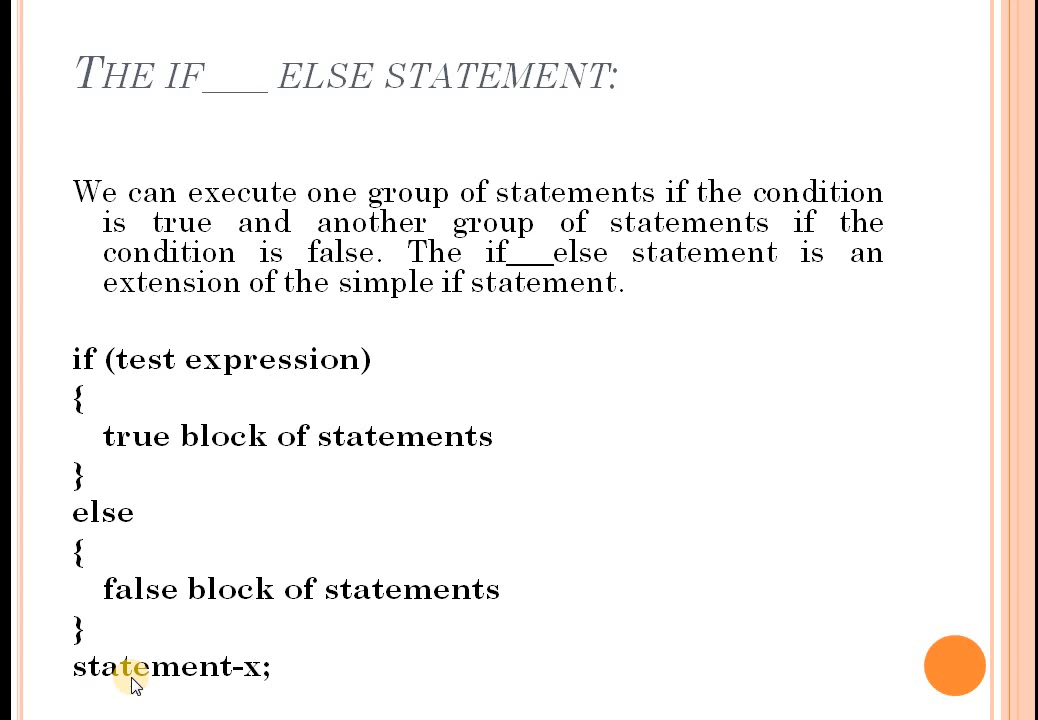 THE IF___ ELSE STATEMENT:
We can execute one group of statements if the condition
is true and another group of statements if the
condition is false. The if___else statement is an
extension of the simple if statement.
if (test expression)
{
true block of statements
}
else
{
false block of statements
}
statement-x;